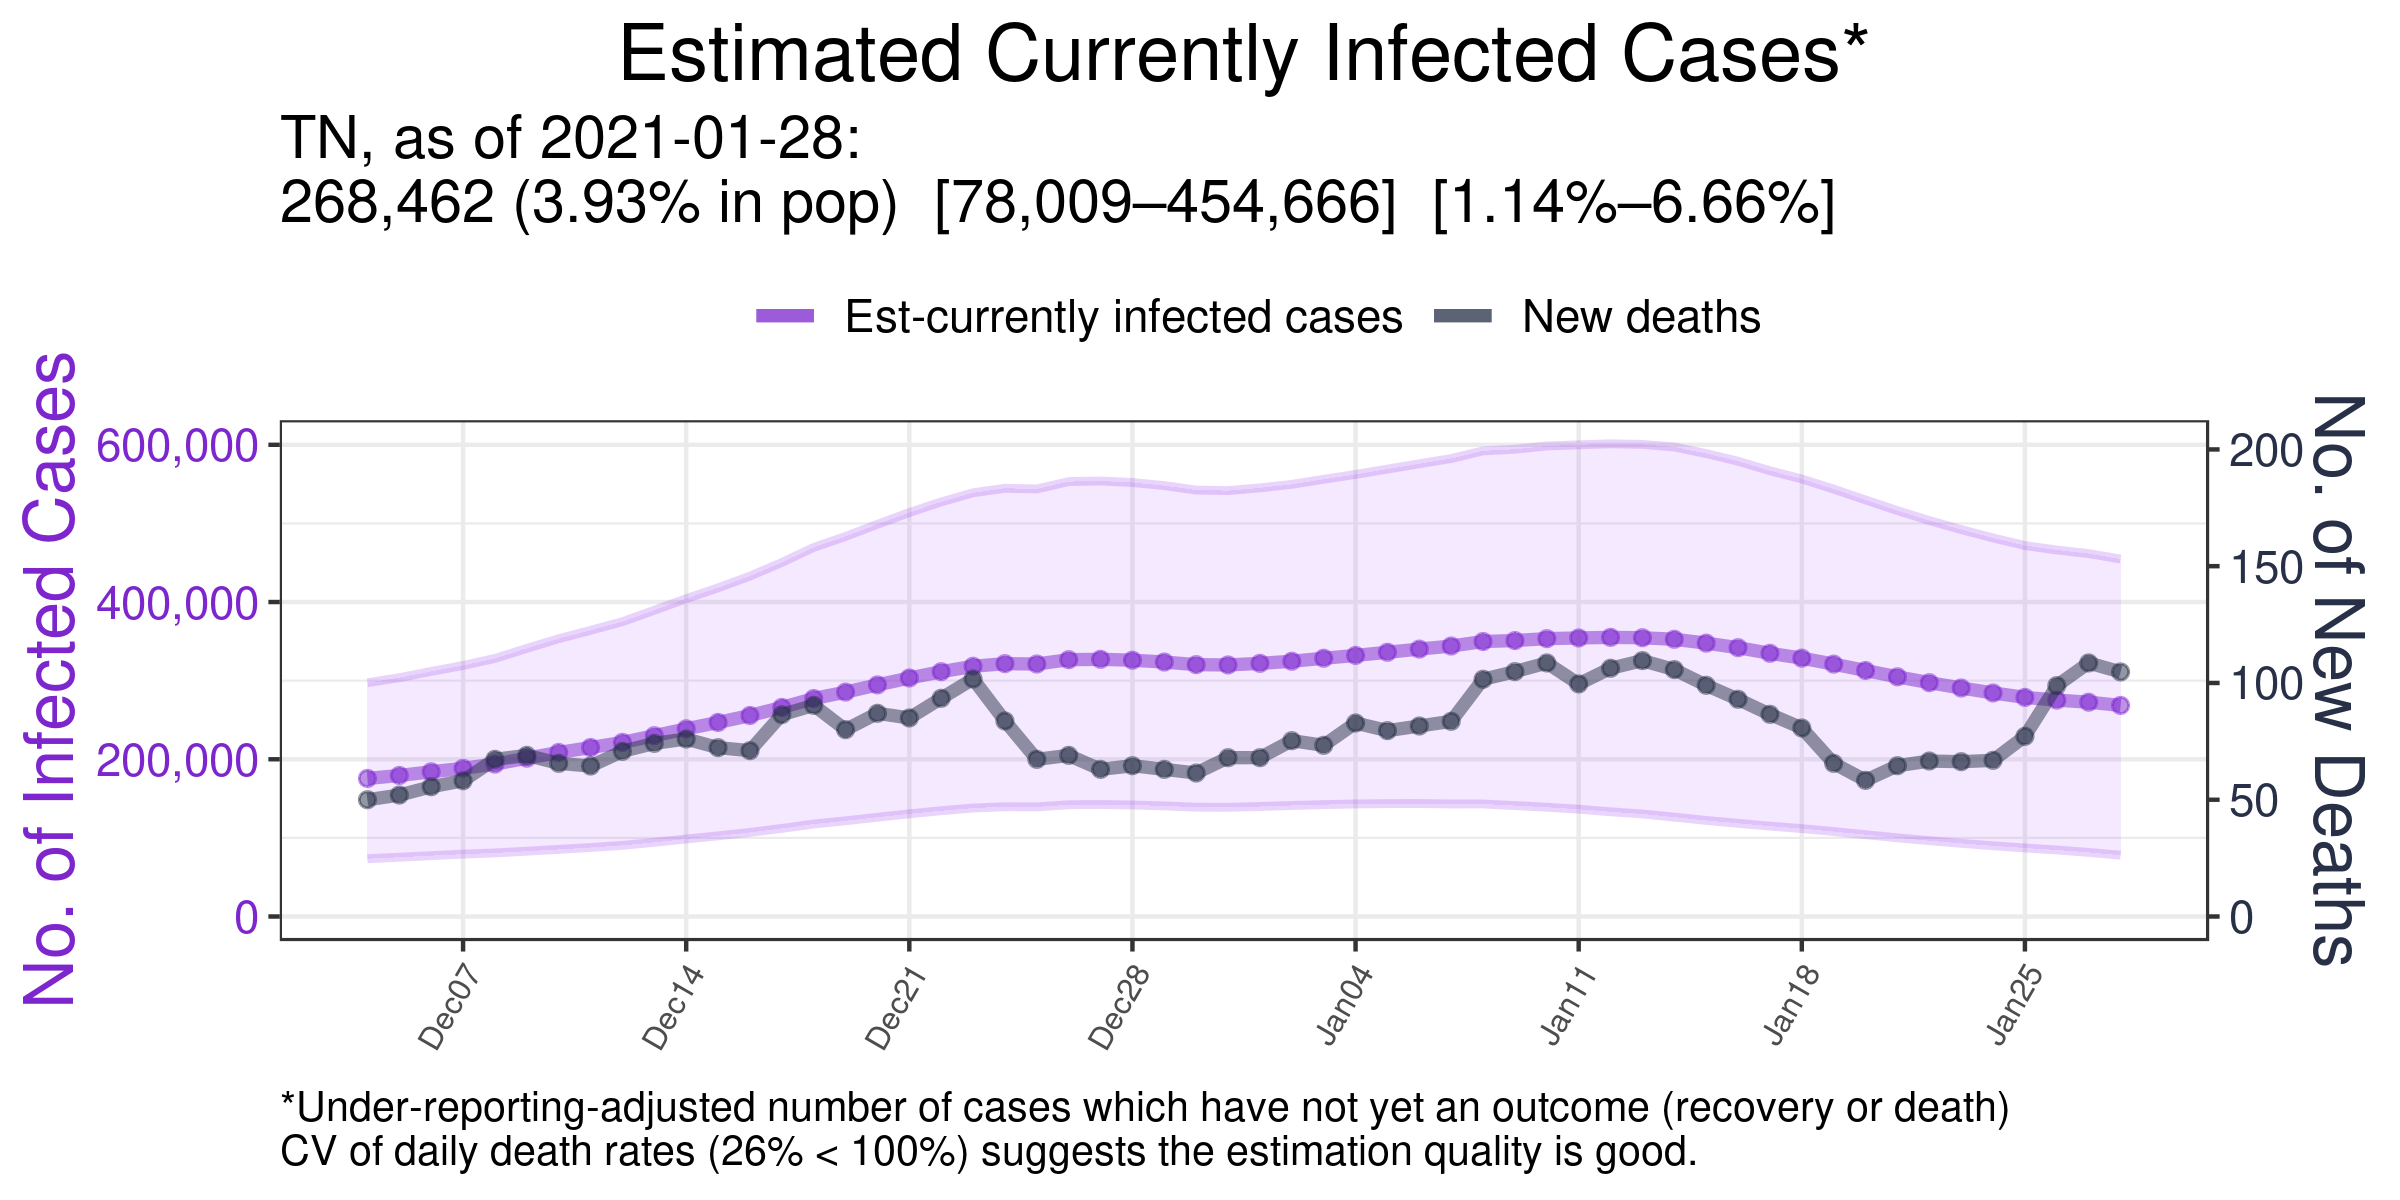 Estimated Currently Infected Cases*
TN, as of 2021-01-28:
268,462 (3.93% in pop)  [78,009–454,666]  [1.14%–6.66%]
Est-currently infected cases
New deaths
No. of Infected Cases
600,000
400,000
200,000
0
200
150
100
50
0
No. of New Deaths
Dec07
Dec14
Dec21
Dec28
Jan04
Jan11
Jan18
Jan25
*Under-reporting-adjusted number of cases which have not yet an outcome (recovery or death)
CV of daily death rates (26% < 100%) suggests the estimation quality is good.